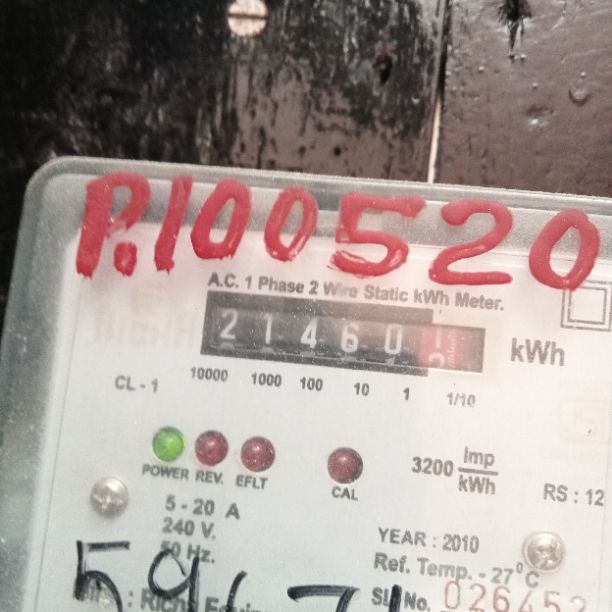 P.100520
A.C. 1 Phase 2 Wire Static kWh Meter.
21460 kWh
CL - 1 10000 1000 100 10 1 1/10
POWER REV. EFLT CAL 3200 Imp/kWh
RS : 12
5 - 20 A
240 V.
50 Hz.
YEAR : 2010
Ref. Temp. - 27°C
Sl. No. 026452